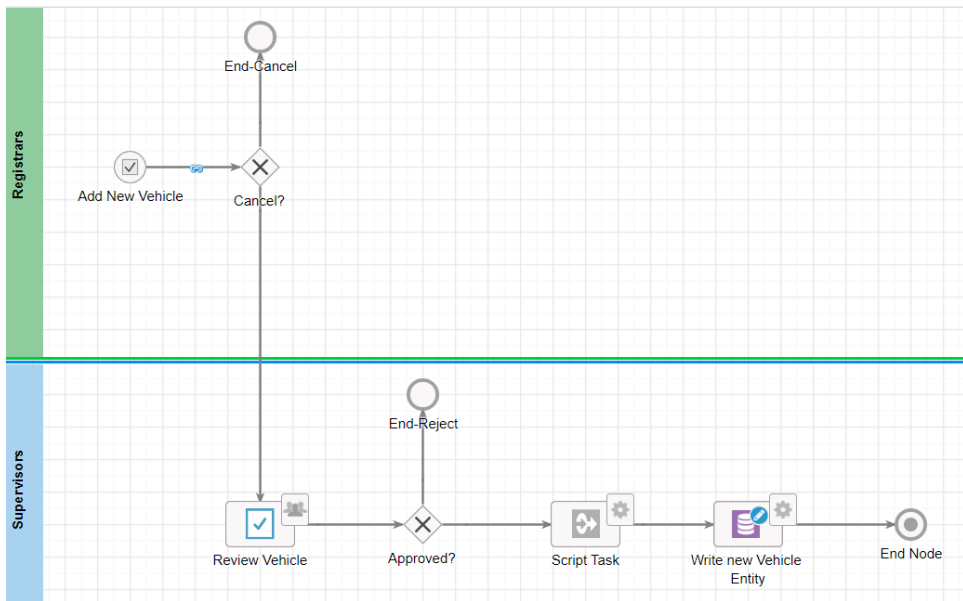 Registrars
End-Cancel
Add New Vehicle
Cancel?
Supervisors
End-Reject
Review Vehicle
Approved?
Script Task
Write new Vehicle
Entity
End Node